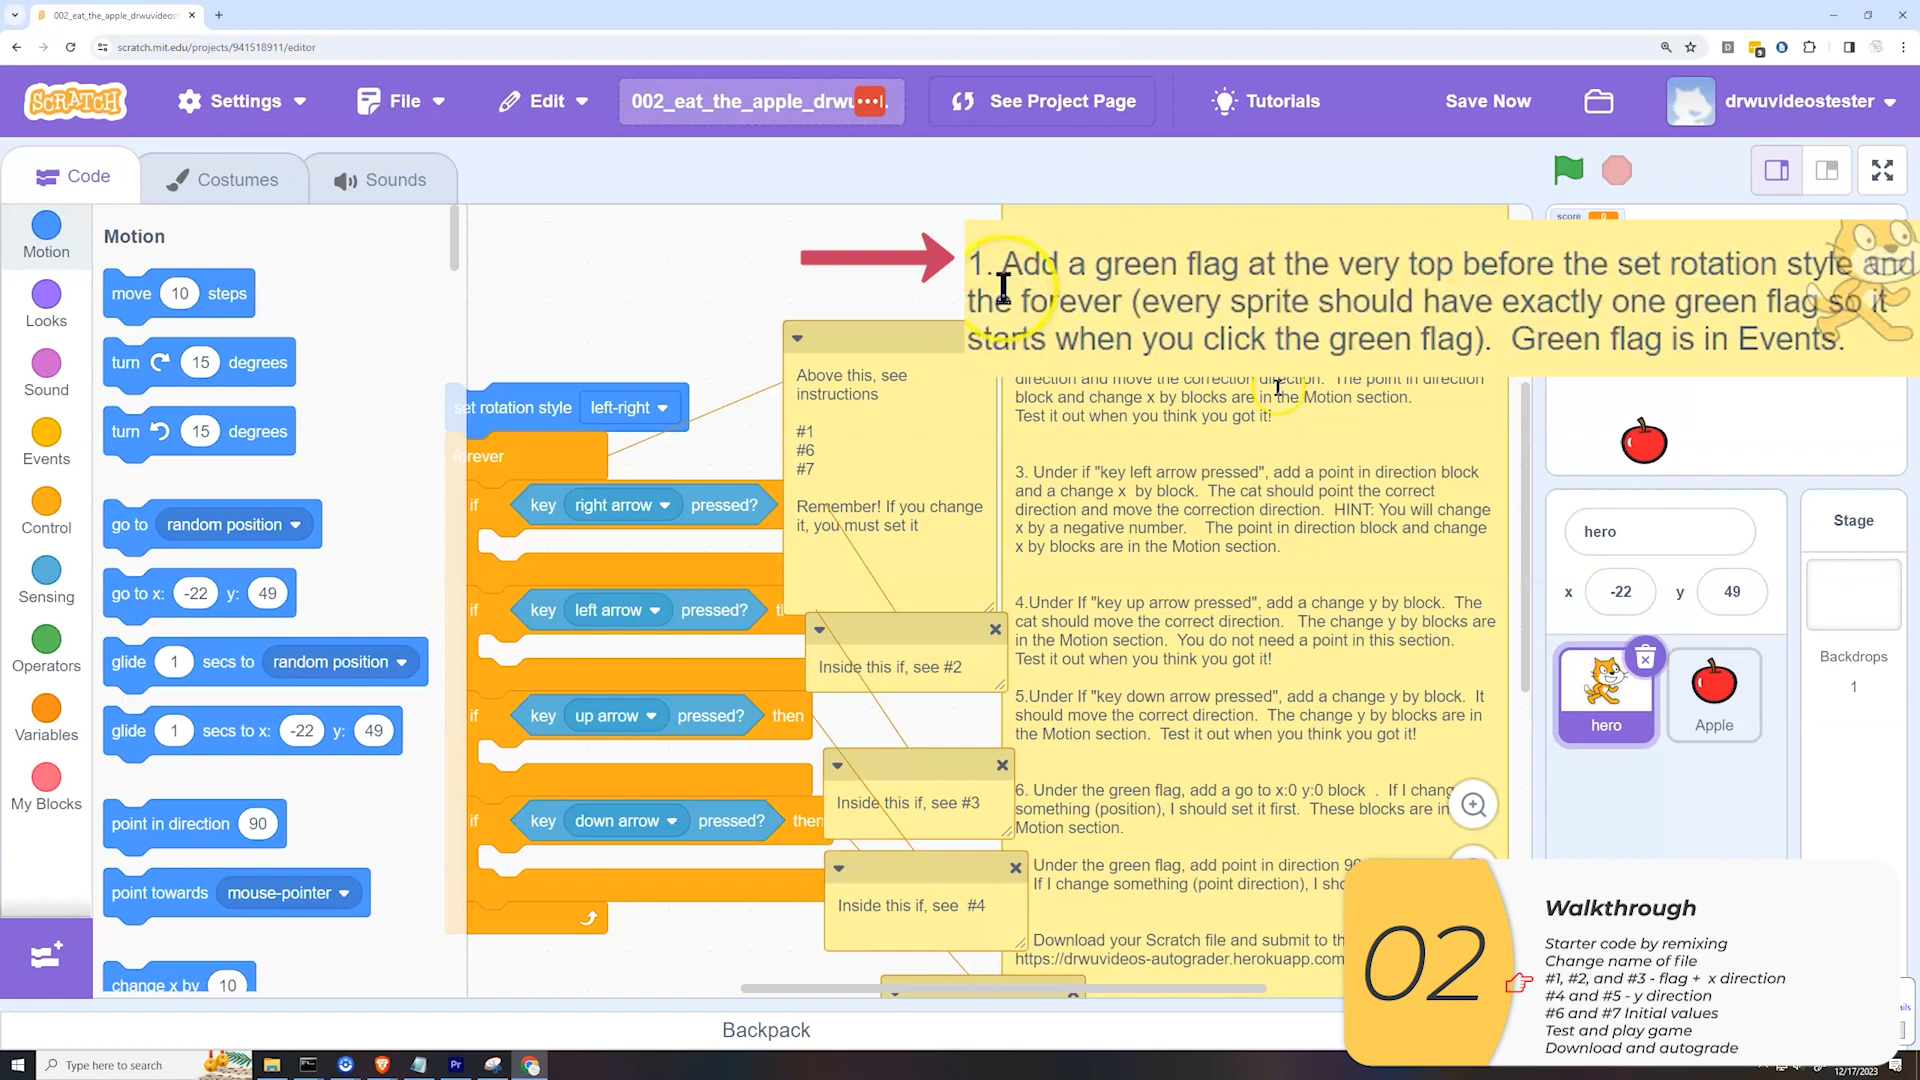 002_eat_the_apple_drwuvideos
scratch.mit.edu/projects/941518911/editor
SCRATCH
Settings
File
Edit
002_eat_the_apple_drwu
See Project Page
Tutorials
Save Now
drwuvideostester
Code
Costumes
Sounds
Motion
Looks
Sound
Events
Control
Sensing
Operators
Variables
My Blocks
Motion
move 10 steps
turn 15 degrees
turn 15 degrees
go to random position
go to x: -22 y: 49
glide 1 secs to random position
glide 1 secs to x: -22 y: 49
point in direction 90
point towards mouse-pointer
change x by 10
set rotation style left-right
forever
if key right arrow pressed?
if key left arrow pressed?
if key up arrow pressed? then
if key down arrow pressed? then
Above this, see
instructions
#1
#6
#7
Remember! If you change
it, you must set it
Inside this if, see #2
Inside this if, see #3
Inside this if, see #4
1. Add a green flag at the very top before the set rotation style and
the forever (every sprite should have exactly one green flag so it
starts when you click the green flag). Green flag is in Events.
direction and move the correction direction. The point in direction
block and change x by blocks are in the Motion section.
Test it out when you think you got it!
3. Under if "key left arrow pressed", add a point in direction block
and a change x by block. The cat should point the correct
direction and move the correction direction. HINT: You will change
x by a negative number. The point in direction block and change
x by blocks are in the Motion section.
4.Under If "key up arrow pressed", add a change y by block. The
cat should move the correct direction. The change y by blocks are
in the Motion section. You do not need a point in this section.
Test it out when you think you got it!
5.Under If "key down arrow pressed", add a change y by block. It
should move the correct direction. The change y by blocks are in
the Motion section. Test it out when you think you got it!
6. Under the green flag, add a go to x:0 y:0 block . If I chang
something (position), I should set it first. These blocks are in
Motion section.
Under the green flag, add point in direction 90
If I change something (point direction), I sho
Download your Scratch file and submit to th
https://drwuvideos-autograder.herokuapp.com
score 0
hero
x -22 y 49
hero
Apple
Stage
Backdrops
1
Backpack
02
Walkthrough
Starter code by remixing
Change name of file
#1, #2, and #3 - flag + x direction
#4 and #5 - y direction
#6 and #7 Initial values
Test and play game
Download and autograde
Type here to search
12/17/2023